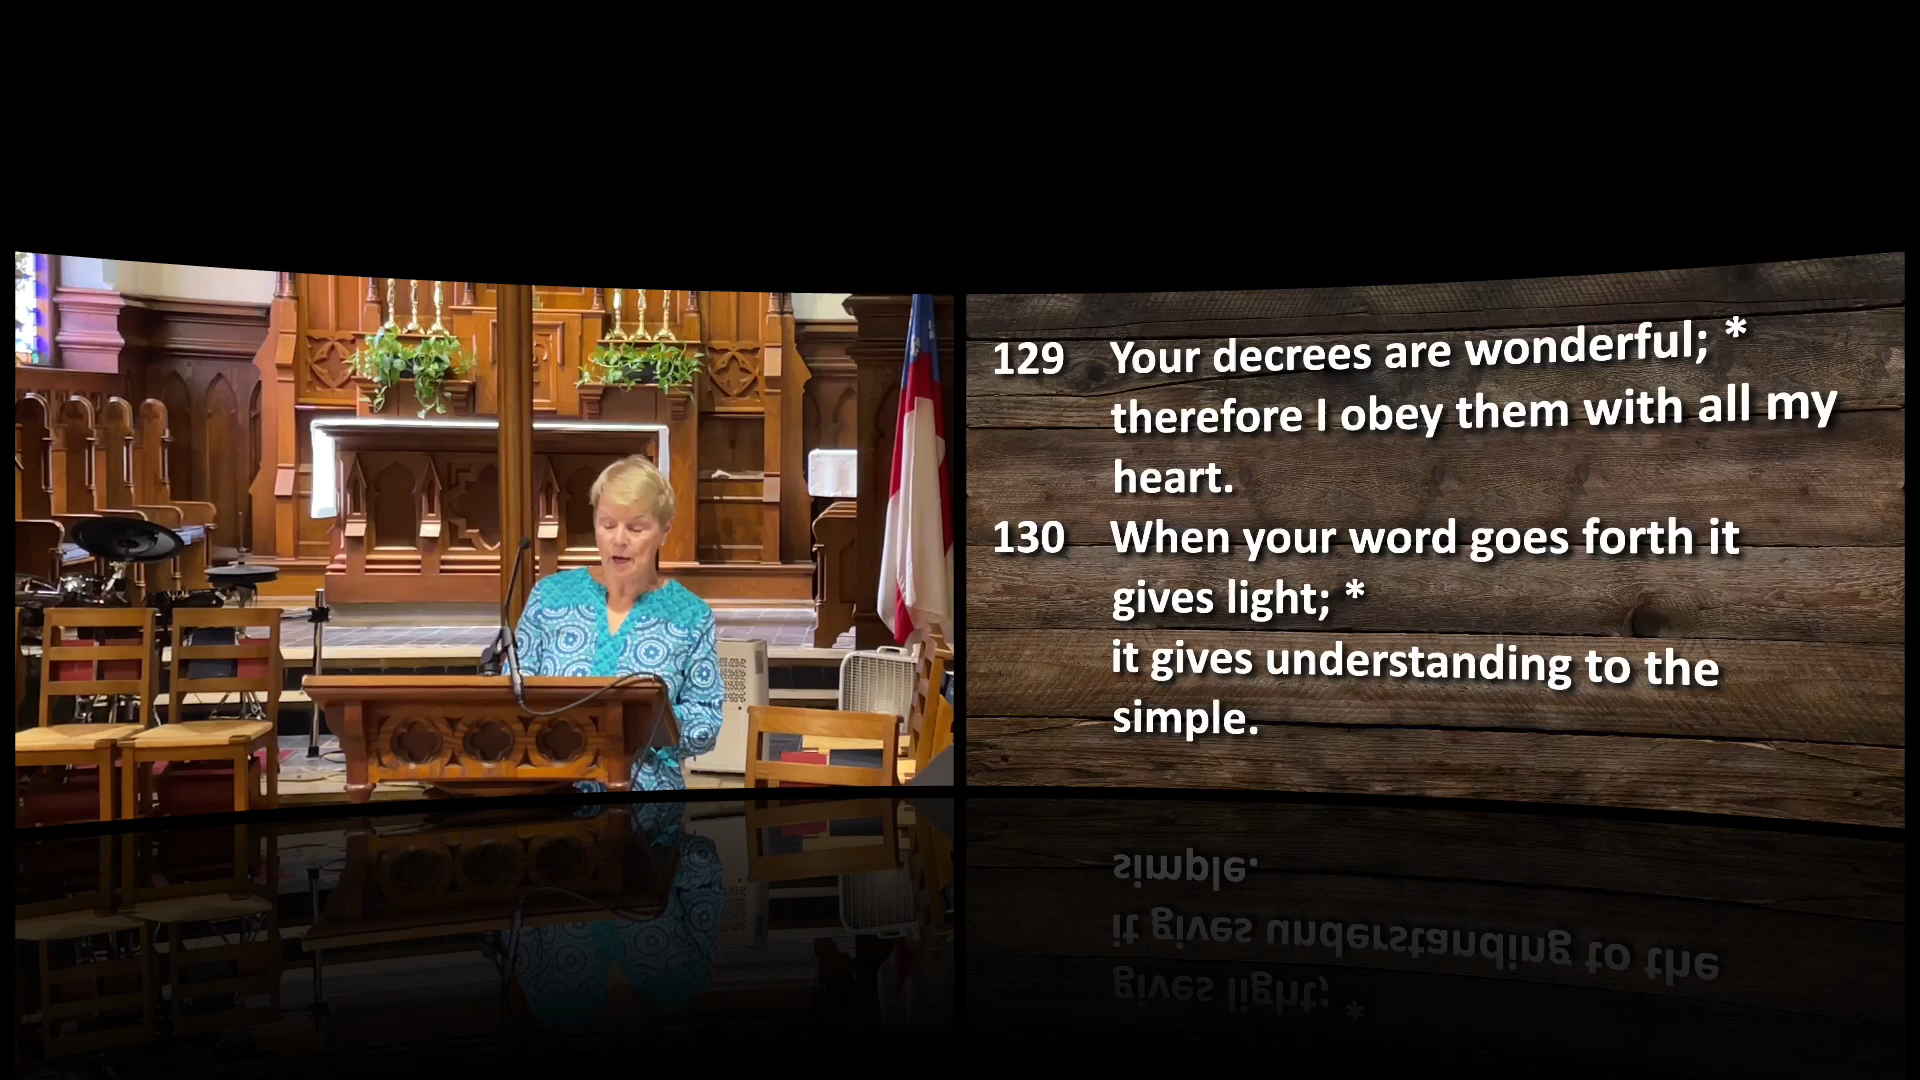 129 Your decrees are wonderful; *
therefore I obey them with all my
heart.
130 When your word goes forth it
gives light; *
it gives understanding to the
simple.